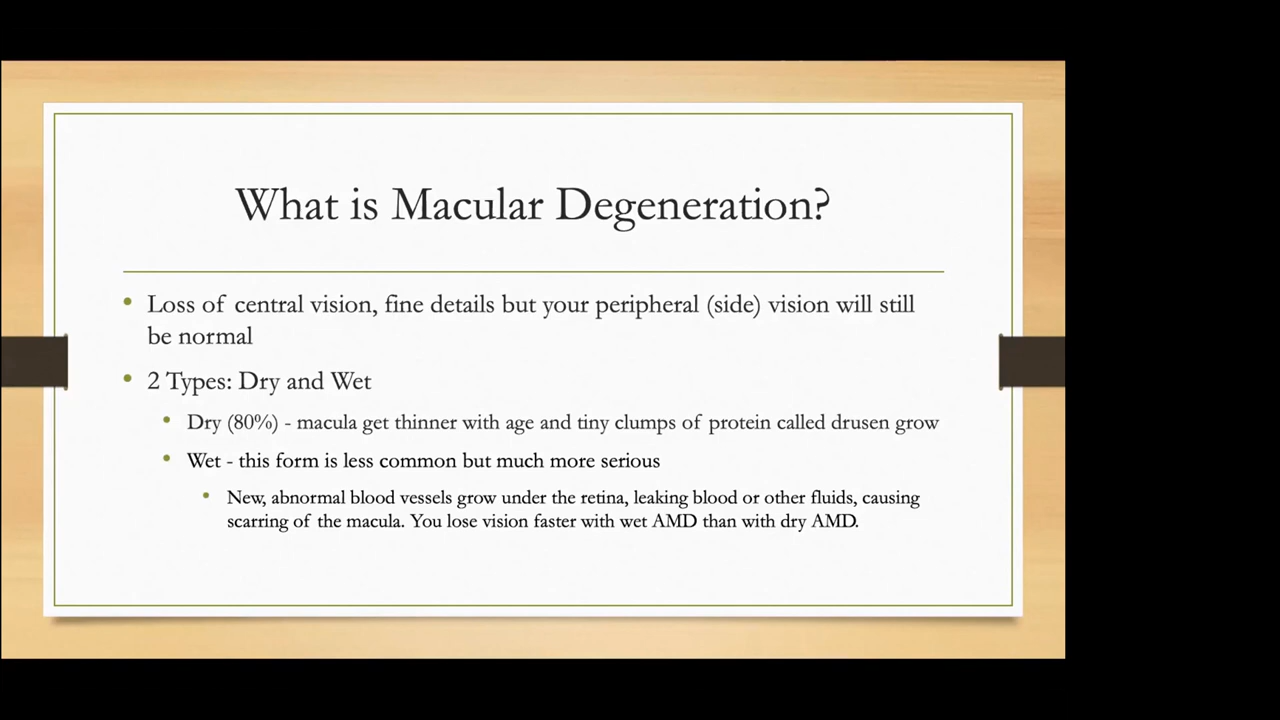 What is Macular Degeneration?
• Loss of central vision, fine details but your peripheral (side) vision will still
be normal
• 2 Types: Dry and Wet
• Dry (80%) - macula get thinner with age and tiny clumps of protein called drusen grow
• Wet - this form is less common but much more serious
• New, abnormal blood vessels grow under the retina, leaking blood or other fluids, causing
scarring of the macula. You lose vision faster with wet AMD than with dry AMD.